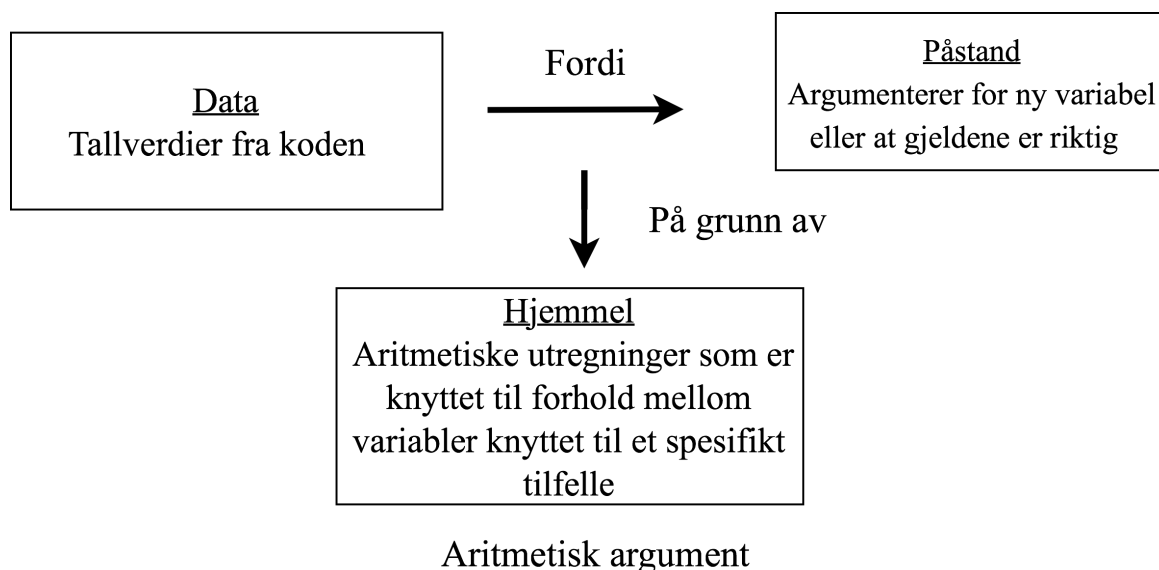 Data
Tallverdier fra koden
Fordi
Påstand
Argumenterer for ny variabel
eller at gjeldene er riktig
På grunn av
Hjemmel
Aritmetiske utregninger som er
knyttet til forhold mellom
variabler knyttet til et spesifikt
tilfelle
Aritmetisk argument